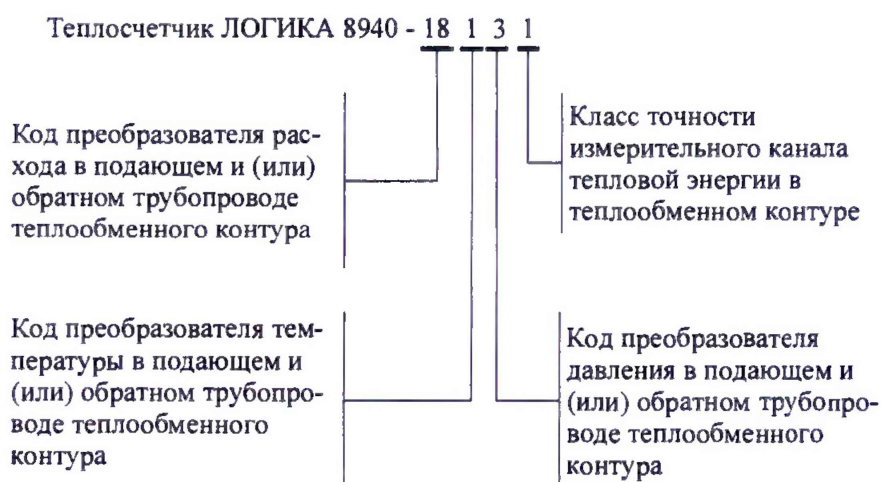 Теплосчетчик ЛОГИКА 8940 - 18 1 3 1
Код преобразователя рас-
хода в подающем и (или)
обратном трубопроводе
теплообменного контура
Класс точности
измерительного канала
тепловой энергии в
теплообменном контуре
Код преобразователя тем-
пературы в подающем и
(или) обратном трубопро-
воде теплообменного
контура
Код преобразователя
давления в подающем и
(или) обратном трубопро-
воде теплообменного
контура